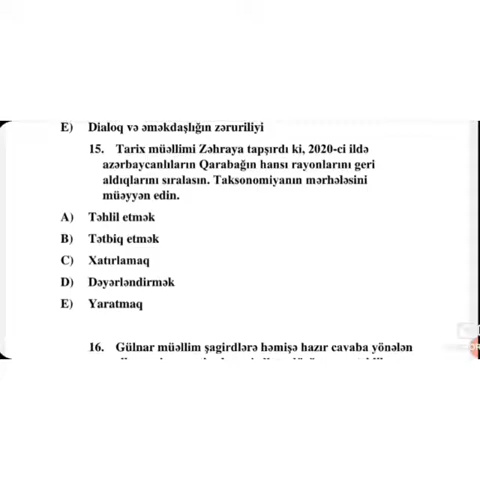 E) Dialoq və əməkdaşlığın zəruriliyi
15. Tarix müəllimi Zəhraya tapşırdı ki, 2020-ci ildə
azərbaycanlıların Qarabağın hansı rayonlarını geri
aldıqlarını sıralasın. Taksonomiyanın mərhələsini
müəyyən edin.
A) Təhlil etmək
B) Tətbiq etmək
C) Xatırlamaq
D) Dəyərləndirmək
E) Yaratmaq
16. Gülnar müəllim şagirdlərə həmişə hazır cavaba yönələn